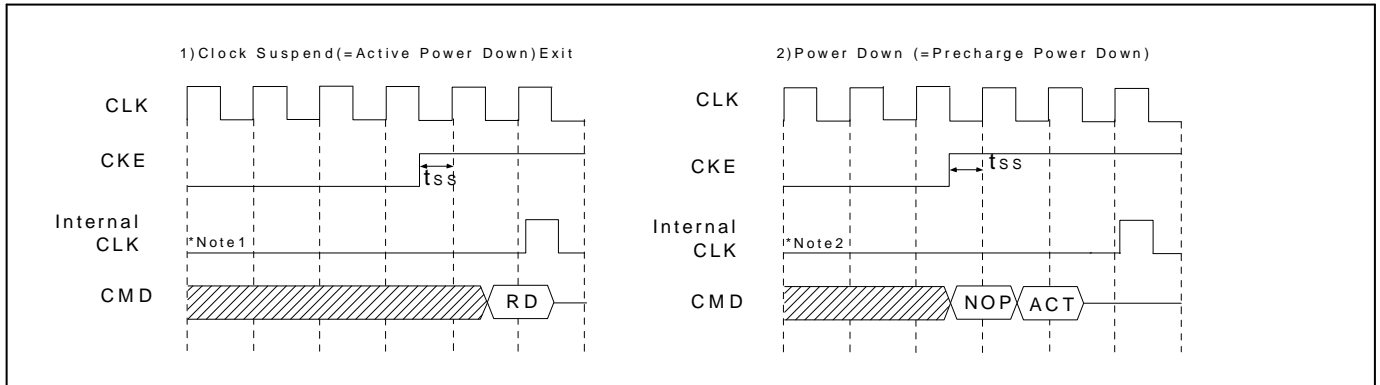 1)Clock Suspend(=Active Power Down)Exit
CLK
CKE
tss
Internal
CLK
*Note1
CMD
RD
2)Power Down (=Precharge Power Down)
CLK
CKE
tss
Internal
CLK
*Note2
CMD
NOP
ACT